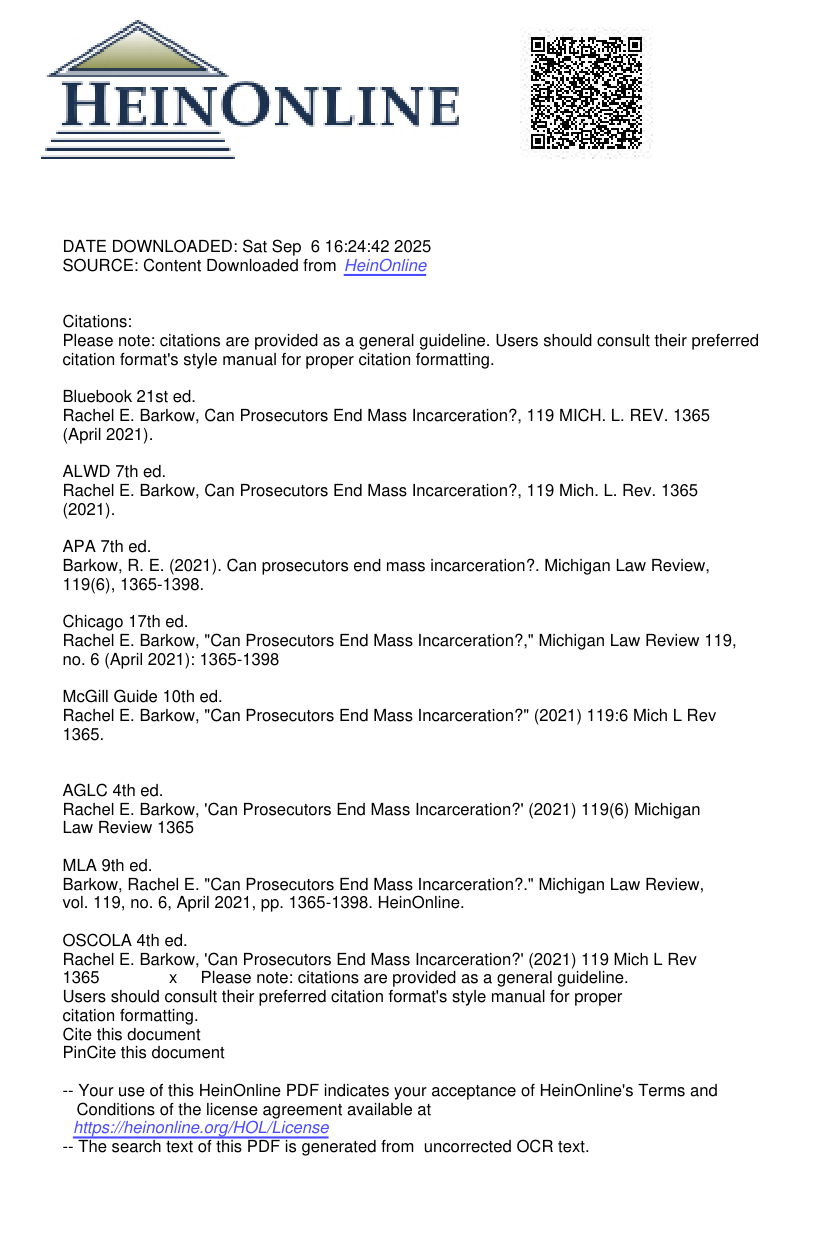 HEINONLINE
DATE DOWNLOADED: Sat Sep  6 16:24:42 2025
SOURCE: Content Downloaded from HeinOnline
Citations:
Please note: citations are provided as a general guideline. Users should consult their preferred
citation format's style manual for proper citation formatting.
Bluebook 21st ed.
Rachel E. Barkow, Can Prosecutors End Mass Incarceration?, 119 MICH. L. REV. 1365
(April 2021).
ALWD 7th ed.
Rachel E. Barkow, Can Prosecutors End Mass Incarceration?, 119 Mich. L. Rev. 1365
(2021).
APA 7th ed.
Barkow, R. E. (2021). Can prosecutors end mass incarceration?. Michigan Law Review,
119(6), 1365-1398.
Chicago 17th ed.
Rachel E. Barkow, "Can Prosecutors End Mass Incarceration?," Michigan Law Review 119,
no. 6 (April 2021): 1365-1398
McGill Guide 10th ed.
Rachel E. Barkow, "Can Prosecutors End Mass Incarceration?" (2021) 119:6 Mich L Rev
1365.
AGLC 4th ed.
Rachel E. Barkow, 'Can Prosecutors End Mass Incarceration?' (2021) 119(6) Michigan
Law Review 1365
MLA 9th ed.
Barkow, Rachel E. "Can Prosecutors End Mass Incarceration?." Michigan Law Review,
vol. 119, no. 6, April 2021, pp. 1365-1398. HeinOnline.
OSCOLA 4th ed.
Rachel E. Barkow, 'Can Prosecutors End Mass Incarceration?' (2021) 119 Mich L Rev
1365 x Please note: citations are provided as a general guideline.
Users should consult their preferred citation format's style manual for proper
citation formatting.
Cite this document
PinCite this document
-- Your use of this HeinOnline PDF indicates your acceptance of HeinOnline's Terms and
Conditions of the license agreement available at
https://heinonline.org/HOL/License
-- The search text of this PDF is generated from  uncorrected OCR text.